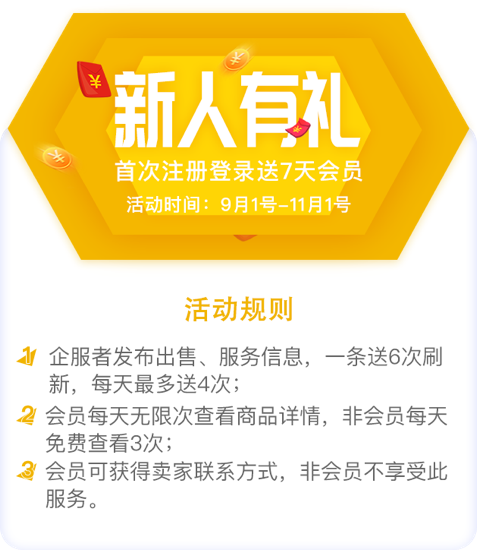 新人有礼
首次注册登录送7天会员
活动时间：9月1号-11月1号
活动规则
1 企服者发布出售、服务信息，一条送6次刷
新，每天最多送4次；
2 会员每天无限次查看商品详情，非会员每天
免费查看3次；
3 会员可获得卖家联系方式，非会员不享受此
服务。